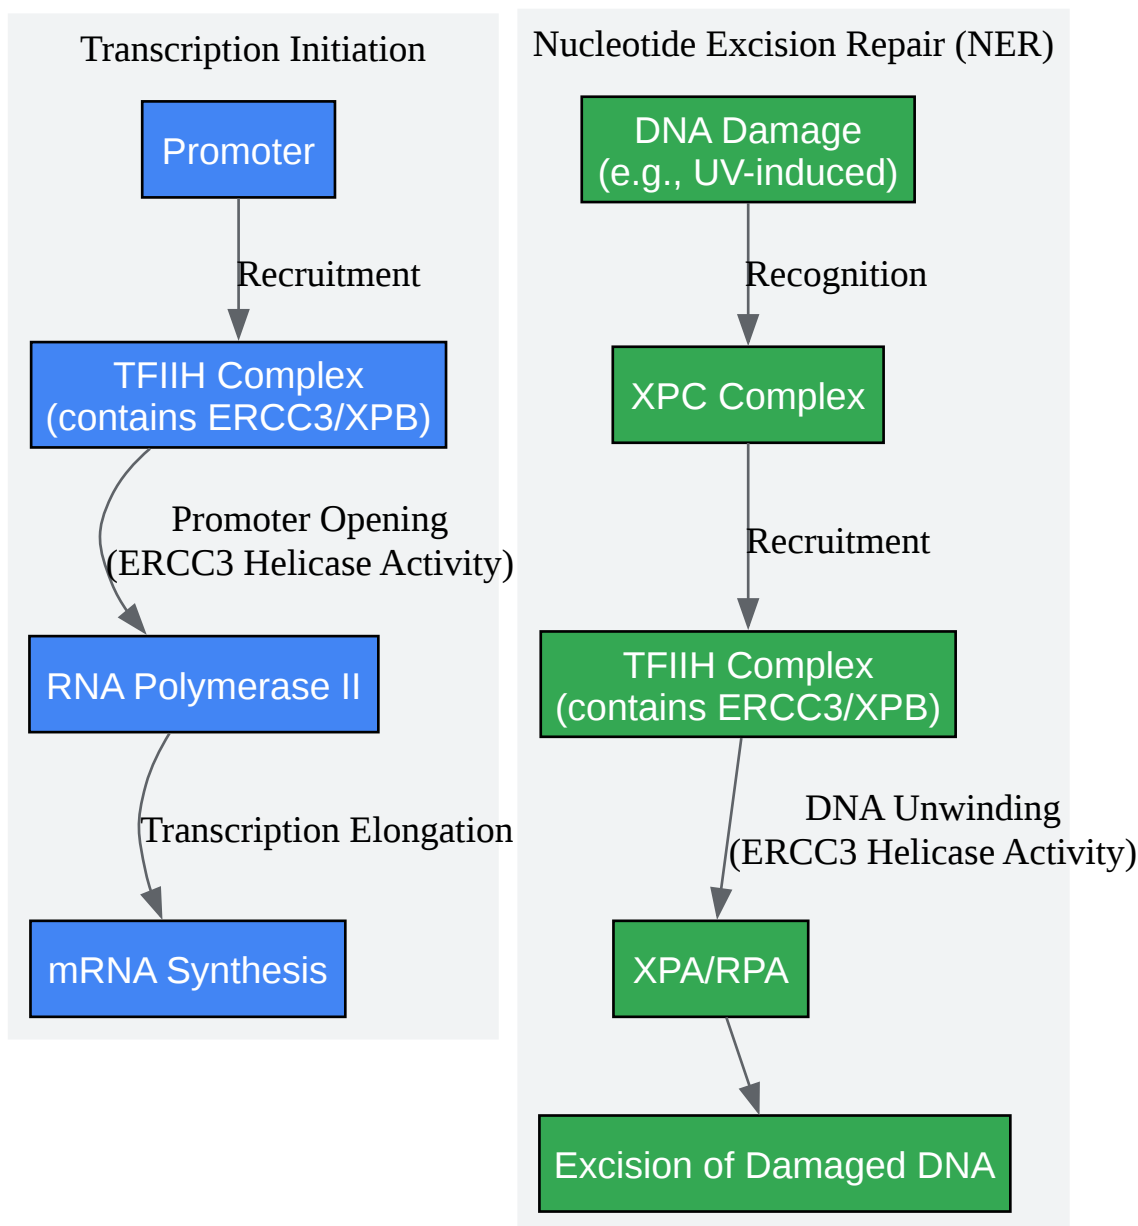 Transcription Initiation
Promoter
Recruitment
TFIIH Complex
(contains ERCC3/XPB)
Promoter Opening
(ERCC3 Helicase Activity)
RNA Polymerase II
Transcription Elongation
mRNA Synthesis
Nucleotide Excision Repair (NER)
DNA Damage
(e.g., UV-induced)
Recognition
XPC Complex
Recruitment
TFIIH Complex
(contains ERCC3/XPB)
DNA Unwinding
(ERCC3 Helicase Activity)
XPA/RPA
Excision of Damaged DNA